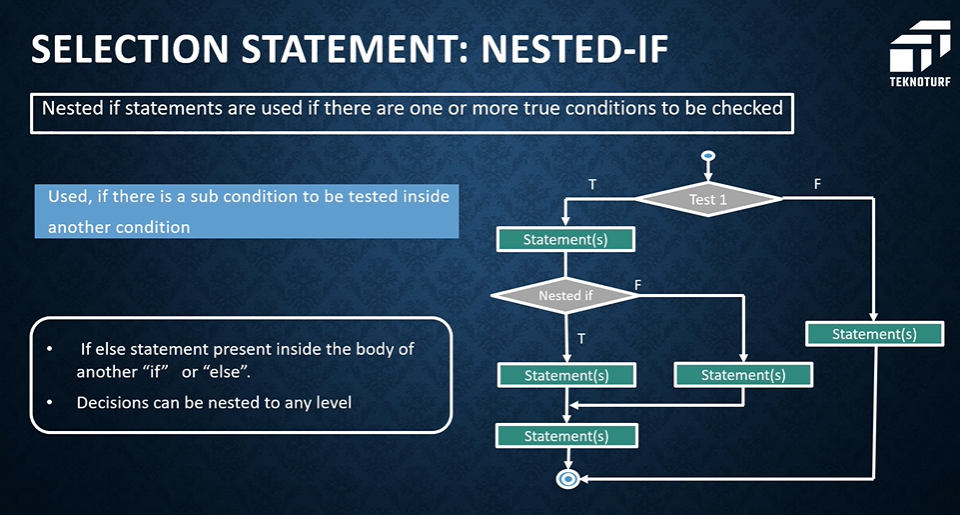 SELECTION STATEMENT: NESTED-IF
TEKNOTURF
Nested if statements are used if there are one or more true conditions to be checked
Used, if there is a sub condition to be tested inside
another condition
• If else statement present inside the body of
another “if” or “else”.
• Decisions can be nested to any level
T
Test 1
F
Statement(s)
Nested if
F
T
Statement(s)
Statement(s)
Statement(s)
Statement(s)